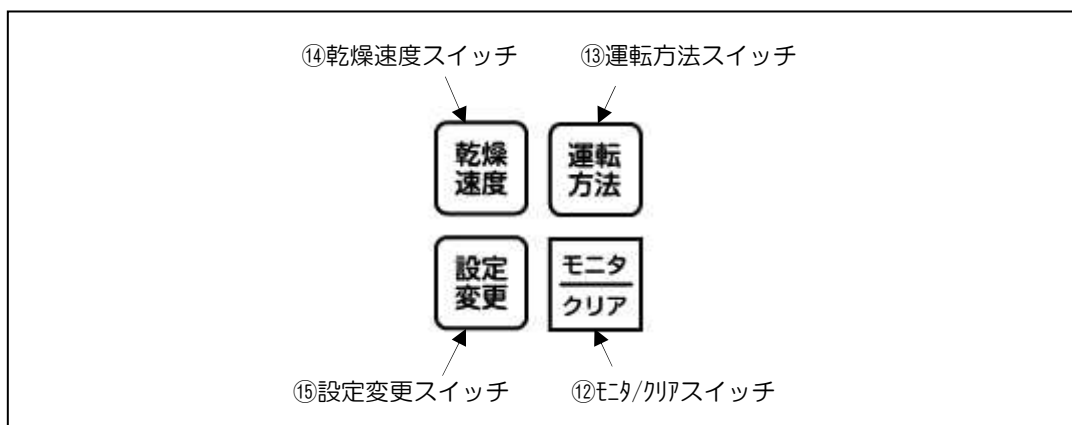 ⑭乾燥速度スイッチ
⑬運転方法スイッチ
乾燥
速度
運転
方法
設定
変更
モニタ
クリア
⑮設定変更スイッチ
⑫ﾓﾆﾀ/ｸﾘｱスイッチ